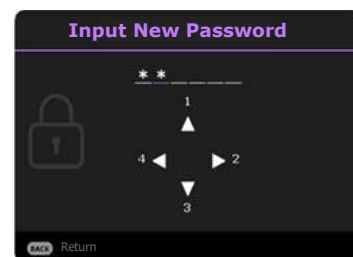 Input New Password
* * _ _ _ _
1
4 2
3
BACK Return